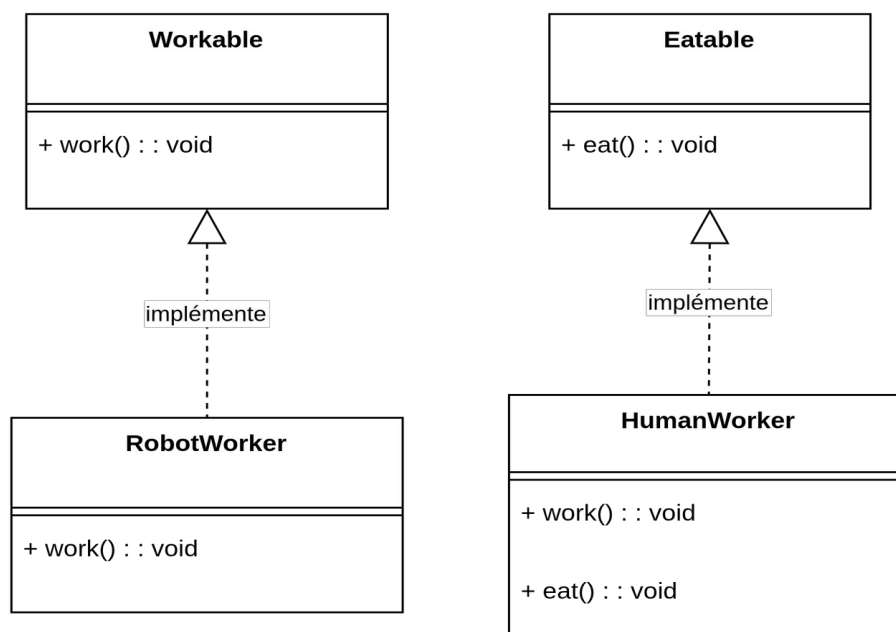 Workable
+ work() : : void
Eatable
+ eat() : : void
implémente
implémente
RobotWorker
+ work() : : void
HumanWorker
+ work() : : void
+ eat() : : void